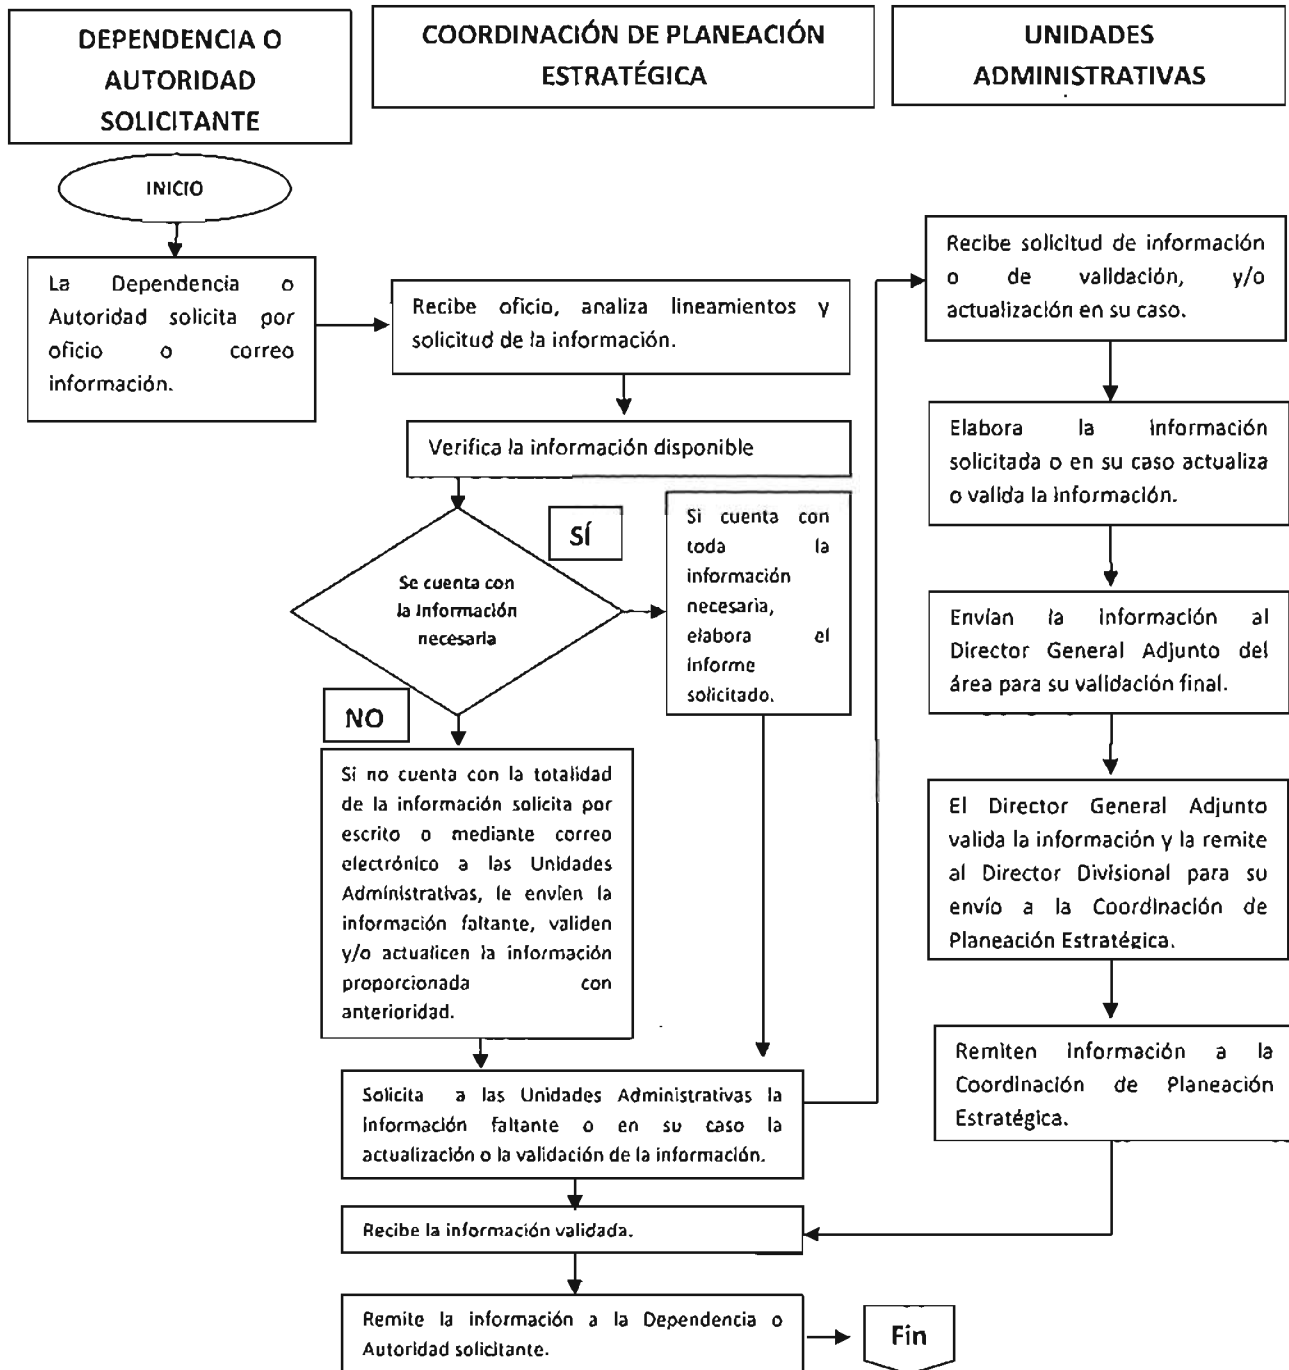 DEPENDENCIA O
AUTORIDAD
SOLICITANTE
COORDINACIÓN DE PLANEACIÓN
ESTRATÉGICA
UNIDADES
ADMINISTRATIVAS
INICIO
La Dependencia o
Autoridad solicita por
oficio o correo
información.
Recibe oficio, analiza lineamientos y
solicitud de la información.
Verifica la información disponible
Se cuenta con
la información
necesaria
SÍ
Si cuenta con
toda la
información
necesaria,
elabora el
informe
solicitado.
NO
Si no cuenta con la totalidad
de la información solicita por
escrito o mediante correo
electrónico a las Unidades
Administrativas, le envíen la
información faltante, validen
y/o actualicen la información
proporcionada con
anterioridad.
Solicita a las Unidades Administrativas la
información faltante o en su caso la
actualización o la validación de la información.
Recibe la información validada.
Remite la información a la Dependencia o
Autoridad solicitante.
Fin
Recibe solicitud de información
o de validación, y/o
actualización en su caso.
Elabora la información
solicitada o en su caso actualiza
o valida la información.
Envían la información al
Director General Adjunto del
área para su validación final.
El Director General Adjunto
valida la información y la remite
al Director Divisional para su
envío a la Coordinación de
Planeación Estratégica.
Remiten información a la
Coordinación de Planeación
Estratégica.